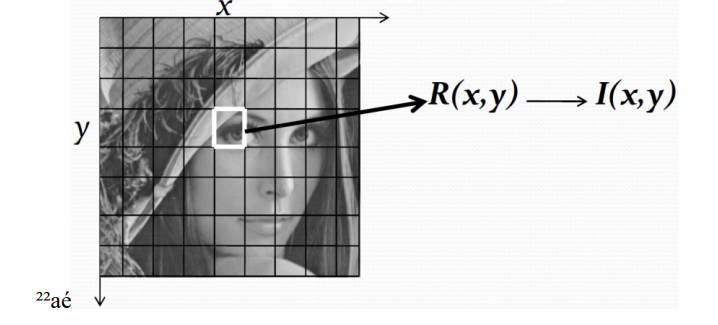 x
R(x,y) → I(x,y)
y
²²aé